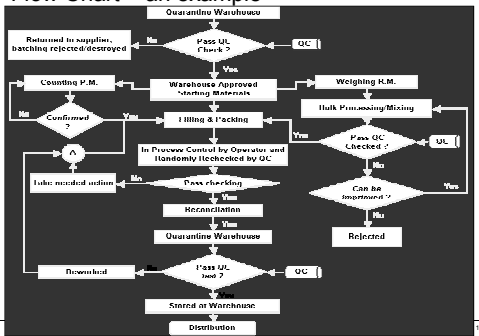 Flow Chart – an example
Quarantine Warehouse
Returned to supplier,
batching rejected/destroyed
No
Pass QC
Check ?
QC
Yes
Counting P.M.
Warehouse Approved
Starting Materials
Weighing R.M.
No
Confirmed
?
Yes
Filling & Packing
Bulk Processing/Mixing
Yes
Pass QC
Checked ?
QC
A
In Process Control by Operator and
Randomly Rechecked by QC
No
Take needed action
No
Pass checking
Can be
improved ?
Yes
Yes
Reconcilation
No
Yes
Quarantine Warehouse
Rejected
Reworked
No
Pass QC
test ?
QC
Yes
Stored at Warehouse
Distribution